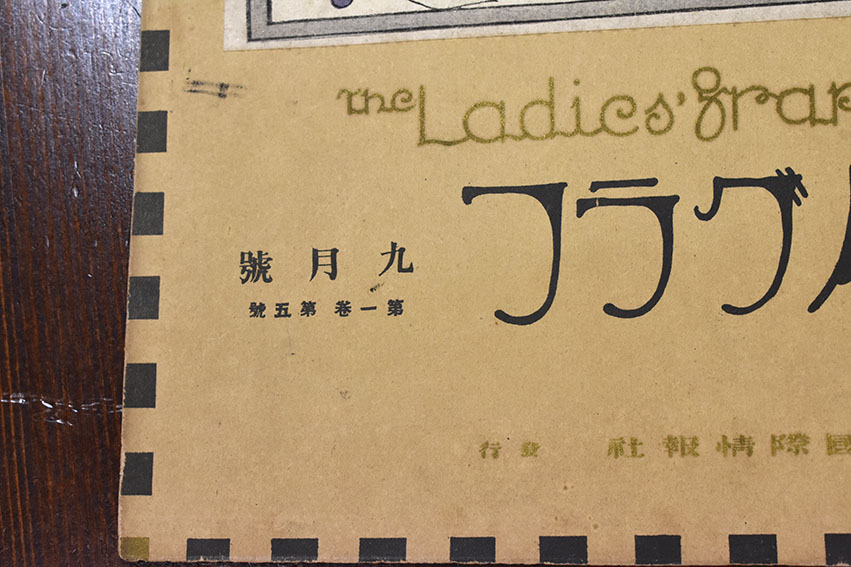 The Ladies' Grap
グラフ
九月號
第一卷第五號
國際情報社 發行